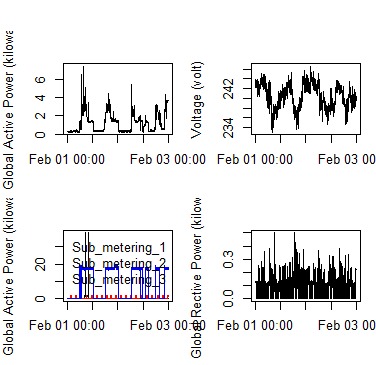 Global Active Power (kilowa
0 2 4 6
Feb 01 00:00 Feb 03 00:00
Voltage (volt)
234 242
Feb 01 00:00 Feb 03 00:00
Global Active Power (kilowa
0 20
Sub_metering_1
Sub_metering_2
Sub_metering_3
Feb 01 00:00 Feb 03 00:00
Global Rective Power (kilow
0.0 0.3
Feb 01 00:00 Feb 03 00:00